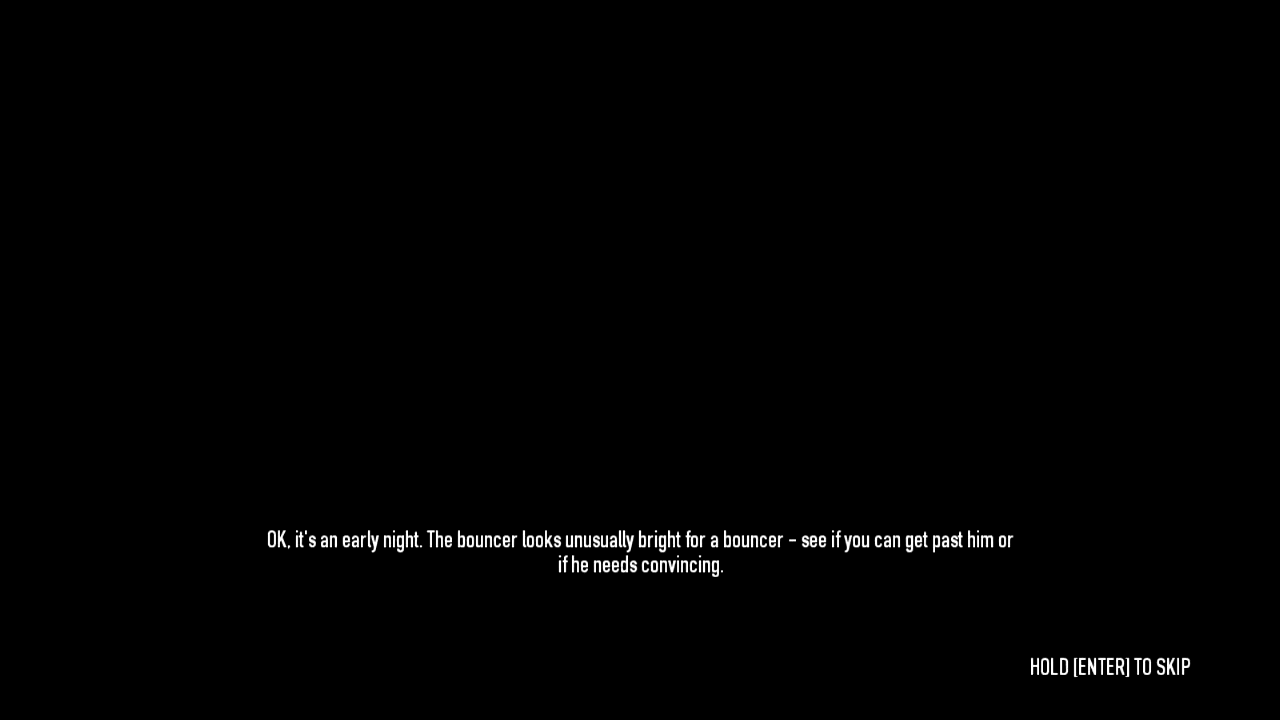 OK, it's an early night. The bouncer looks unusually bright for a bouncer - see if you can get past him or
if he needs convincing.
HOLD [ENTER] TO SKIP